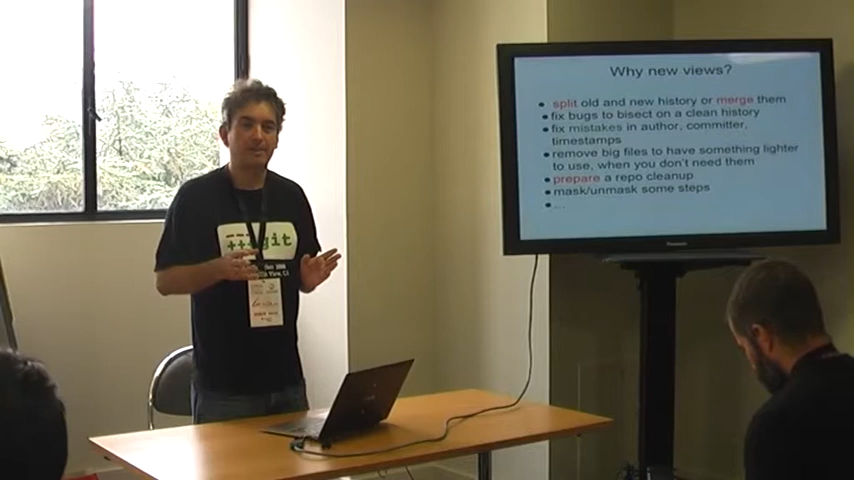 Why new views?
• split old and new history or merge them
• fix bugs to bisect on a clean history
• fix mistakes in author, committer,
timestamps
• remove big files to have something lighter
to use, when you don't need them
• prepare a repo cleanup
• mask/unmask some steps
• ...
git